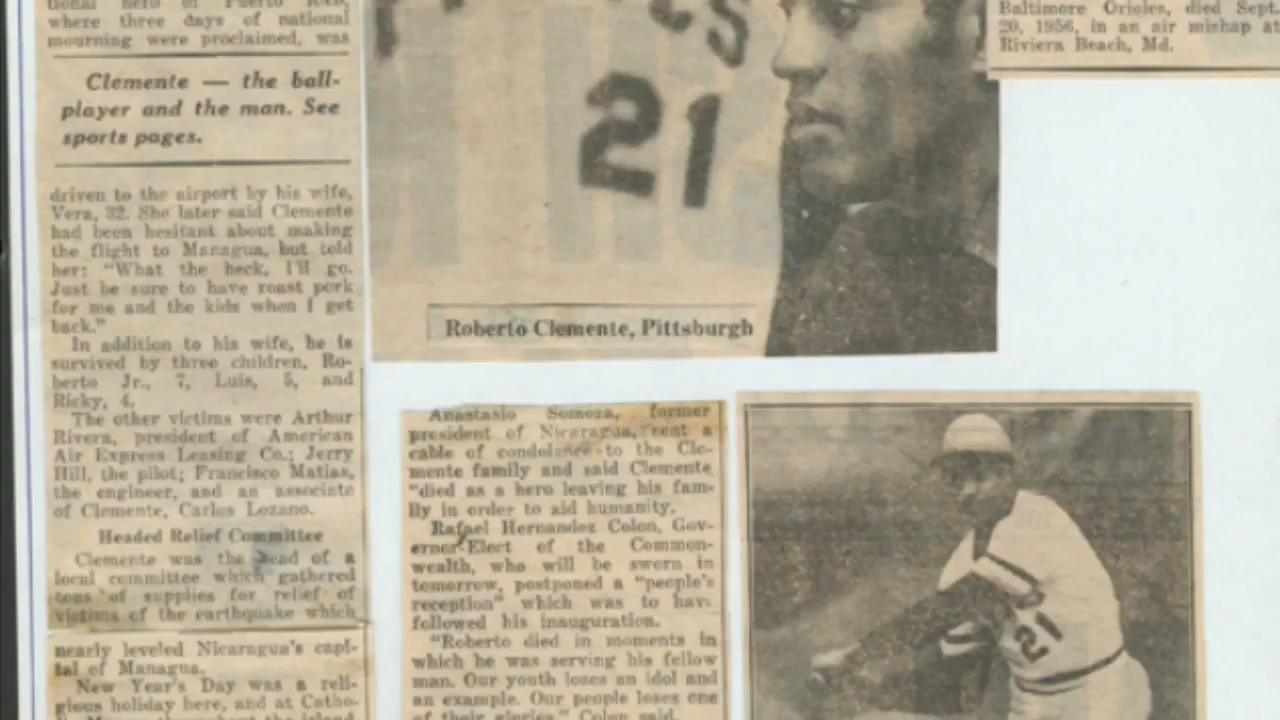 tional hero of Puerto Rico,
where three days of national
mourning were proclaimed, was
Clemente — the ball-
player and the man. See
sports pages.
driven to the airport by his wife,
Vera, 32. She later said Clemente
had been hesitant about making
the flight to Managua, but told
her: "What the heck, I'll go.
Just be sure to have roast pork
for me and the kids when I get
back."
In addition to his wife, he is
survived by three children, Ro-
berto Jr., 7, Luis, 5, and
Ricky, 4.
The other victims were Arthur
Rivera, president of American
Air Express Leasing Co.; Jerry
Hill, the pilot; Francisco Matias,
the engineer, and an associate
of Clemente, Carlos Lozano.
Headed Relief Committee
Clemente was the head of a
local committee which gathered
tons of supplies for relief of
victims of the earthquake which
nearly leveled Nicaragua's capi-
tal of Managua.
New Year's Day was a reli-
gious holiday here, and at Catho-
21
Roberto Clemente, Pittsburgh
Baltimore Orioles, died Sept.
20, 1956, in an air mishap at
Riviera Beach, Md.
Anastasio Somoza, former
president of Nicaragua, sent a
cable of condolence to the Cle-
mente family and said Clemente
"died as a hero leaving his fam-
ily in order to aid humanity.
Rafael Hernandez Colon, Gov-
ernor-Elect of the Common-
wealth, who will be sworn in
tomorrow, postponed a "people's
reception" which was to have
followed his inauguration.
"Roberto died in moments in
which he was serving his fellow
man. Our youth loses an idol and
an example. Our people loses one
of their glories," Colon said.
21